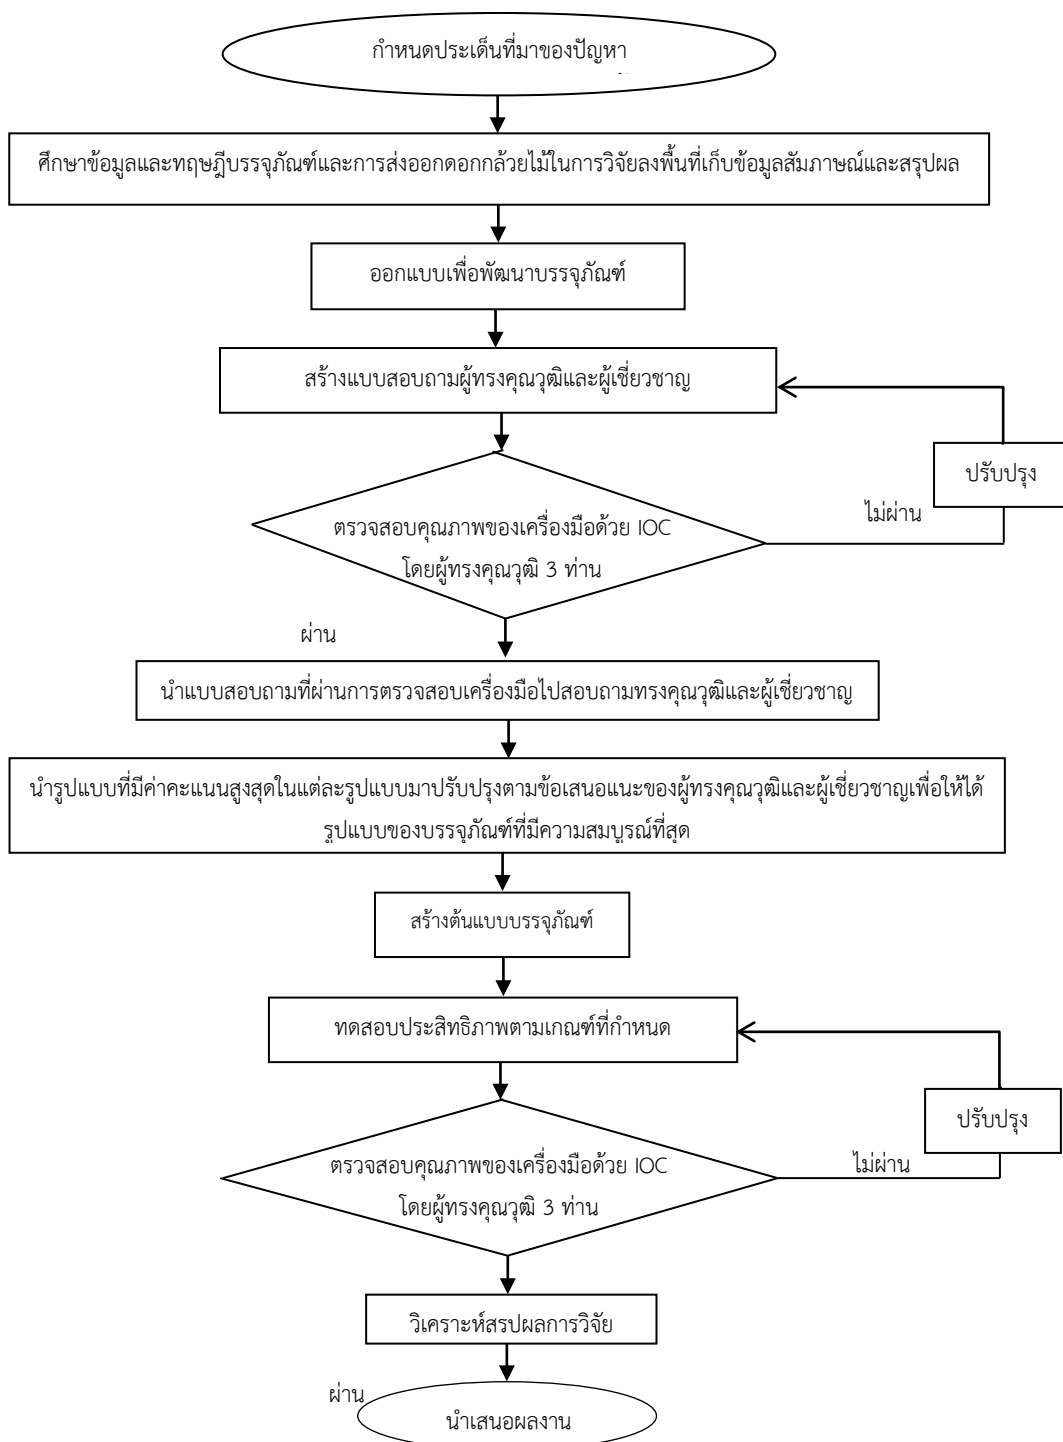 กำหนดประเด็นที่มาของปัญหา
ศึกษาข้อมูลและทฤษฎีบรรจุภัณฑ์และการส่งออกดอกกล้วยไม้ในการวิจัยลงพื้นที่เก็บข้อมูลสัมภาษณ์และสรุปผล
ออกแบบเพื่อพัฒนาบรรจุภัณฑ์
สร้างแบบสอบถามผู้ทรงคุณวุฒิและผู้เชี่ยวชาญ
ปรับปรุง
ไม่ผ่าน
ตรวจสอบคุณภาพของเครื่องมือด้วย IOC
โดยผู้ทรงคุณวุฒิ 3 ท่าน
ผ่าน
นำแบบสอบถามที่ผ่านการตรวจสอบเครื่องมือไปสอบถามทรงคุณวุฒิและผู้เชี่ยวชาญ
นำรูปแบบที่มีค่าคะแนนสูงสุดในแต่ละรูปแบบมาปรับปรุงตามข้อเสนอแนะของผู้ทรงคุณวุฒิและผู้เชี่ยวชาญเพื่อให้ได้
รูปแบบของบรรจุภัณฑ์ที่มีความสมบูรณ์ที่สุด
สร้างต้นแบบบรรจุภัณฑ์
ทดสอบประสิทธิภาพตามเกณฑ์ที่กำหนด
ปรับปรุง
ไม่ผ่าน
ตรวจสอบคุณภาพของเครื่องมือด้วย IOC
โดยผู้ทรงคุณวุฒิ 3 ท่าน
วิเคราะห์สรุปผลการวิจัย
ผ่าน
นำเสนอผลงาน